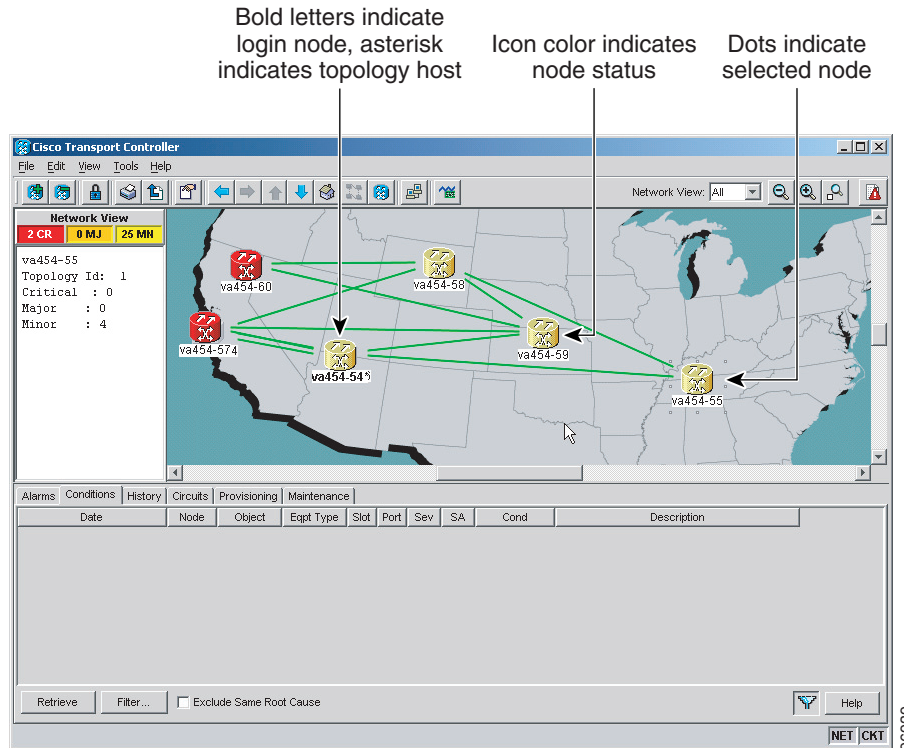 Bold letters indicate
login node, asterisk
indicates topology host
Icon color indicates
node status
Dots indicate
selected node
Cisco Transport Controller
File Edit View Tools Help
Network View: All
Network View
2 CR 0 MJ 25 MN
va454-55
Topology Id: 1
Critical : 0
Major : 0
Minor : 4
va454-60
va454-58
va454-574
va454-59
va454-54*)
va454-55
Alarms Conditions History Circuits Provisioning Maintenance
Date Node Object Eqpt Type Slot Port Sev SA Cond Description
Retrieve Filter... Exclude Same Root Cause Help
NET CKT